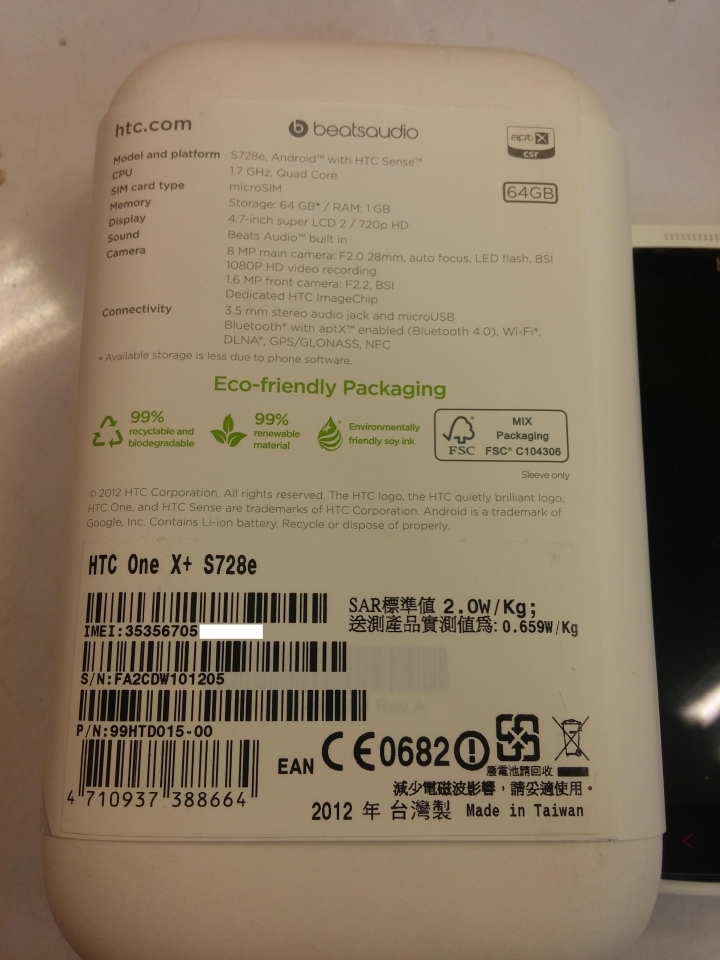 htc.com
beatsaudio
aptX
CSR
Model and platform S728e, Android™ with HTC Sense™
CPU 1.7 GHz, Quad Core
SIM card type microSIM
64GB
Memory Storage: 64 GB* / RAM: 1 GB
Display 4.7-inch super LCD 2 / 720p HD
Sound Beats Audio™ built in
Camera 8 MP main camera: F2.0 28mm, auto focus, LED flash, BSI
1080P HD video recording
1.6 MP front camera: F2.2, BSI
Dedicated HTC ImageChip
Connectivity 3.5 mm stereo audio jack and microUSB
Bluetooth® with aptX™ enabled (Bluetooth 4.0), Wi-Fi®,
DLNA®, GPS/GLONASS, NFC
• Available storage is less due to phone software.
Eco-friendly Packaging
99%
recyclable and
biodegradable
99%
renewable
material
Environmentally
friendly soy ink
FSC
MIX
Packaging
FSC® C104306
Sleeve only
© 2012 HTC Corporation. All rights reserved. The HTC logo, the HTC quietly brilliant logo,
HTC One, and HTC Sense are trademarks of HTC Corporation. Android is a trademark of
Google, Inc. Contains Li-ion battery. Recycle or dispose of properly.
HTC One X+ S728e
IMEI:35356705
SAR標準值 2.0W/Kg;
送測產品實測值爲: 0.659W/Kg
S/N:FA2CDW101205
P/N:99HTD015-00
4 710937 388664
EAN
CE0682
廢電池請回收
減少電磁波影響，請妥適使用。
2012 年 台灣製 Made in Taiwan